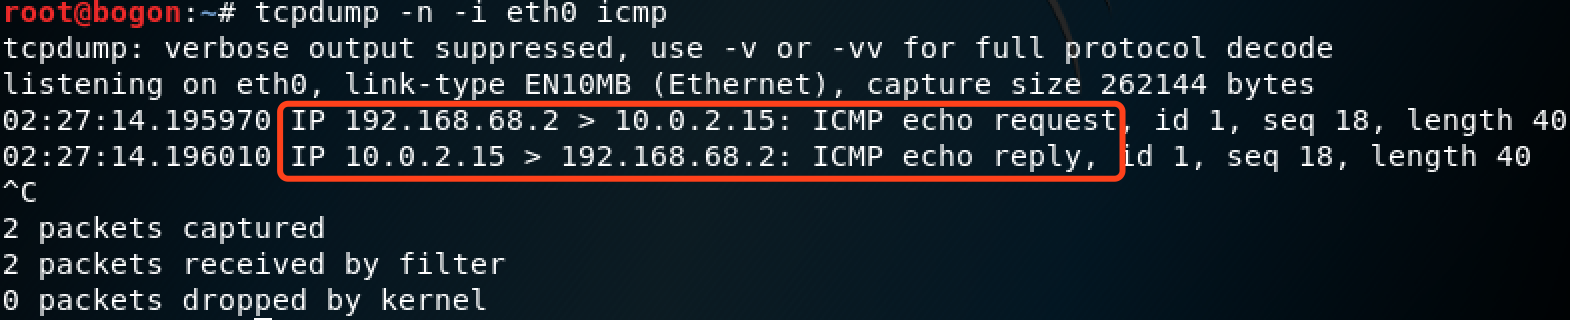 root@bogon:~# tcpdump -n -i eth0 icmp
tcpdump: verbose output suppressed, use -v or -vv for full protocol decode
listening on eth0, link-type EN10MB (Ethernet), capture size 262144 bytes
02:27:14.195970 IP 192.168.68.2 > 10.0.2.15: ICMP echo request, id 1, seq 18, length 40
02:27:14.196010 IP 10.0.2.15 > 192.168.68.2: ICMP echo reply, id 1, seq 18, length 40
^C
2 packets captured
2 packets received by filter
0 packets dropped by kernel